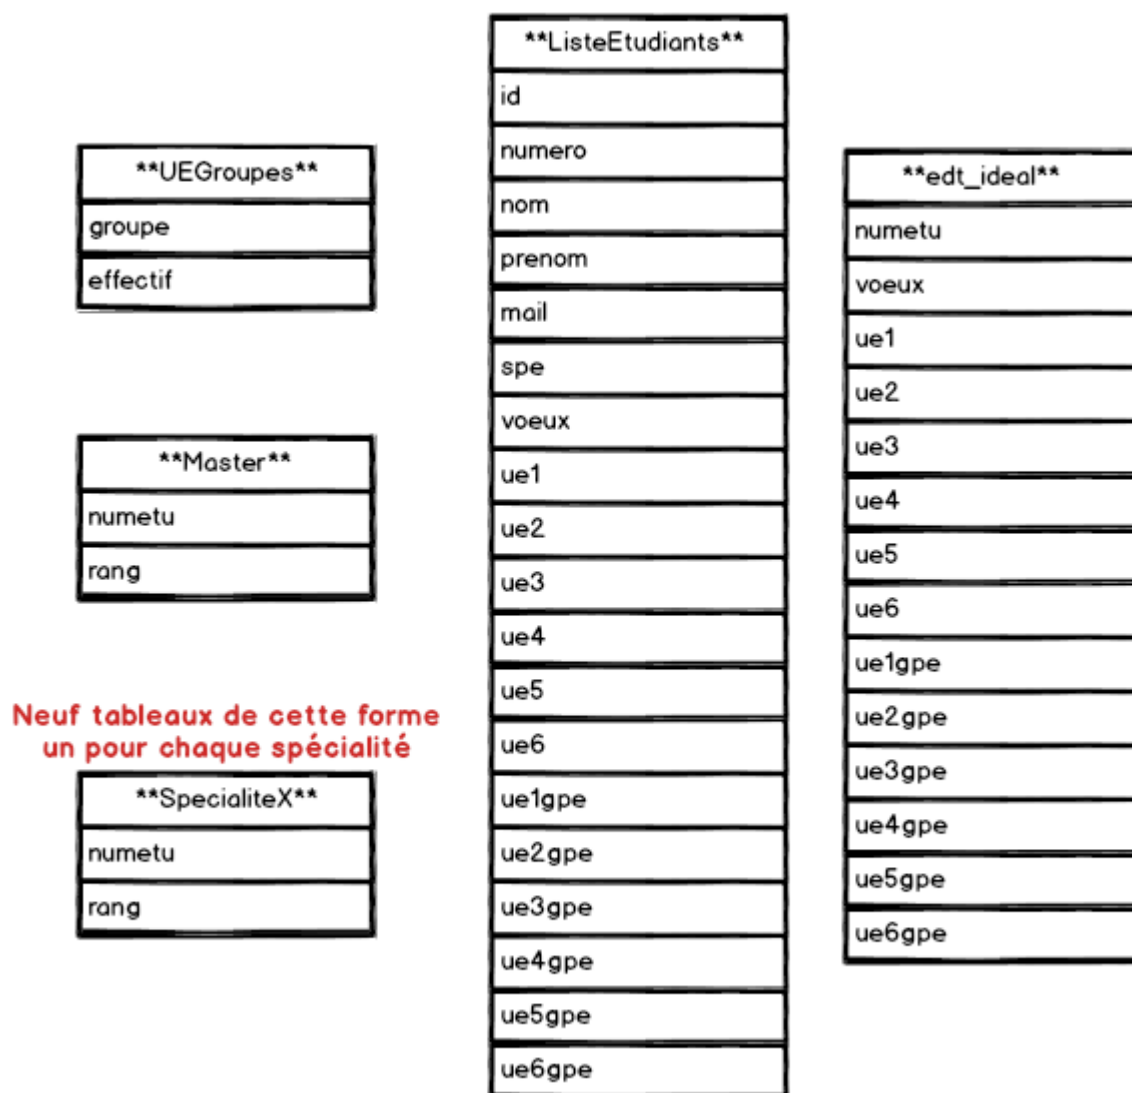 **UEGroupes**
groupe
effectif
**Master**
numetu
rang
Neuf tableaux de cette forme
un pour chaque spécialité
**SpecialiteX**
numetu
rang
**ListeEtudiants**
id
numero
nom
prenom
mail
spe
voeux
ue1
ue2
ue3
ue4
ue5
ue6
ue1gpe
ue2gpe
ue3gpe
ue4gpe
ue5gpe
ue6gpe
**edt_ideal**
numetu
voeux
ue1
ue2
ue3
ue4
ue5
ue6
ue1gpe
ue2gpe
ue3gpe
ue4gpe
ue5gpe
ue6gpe